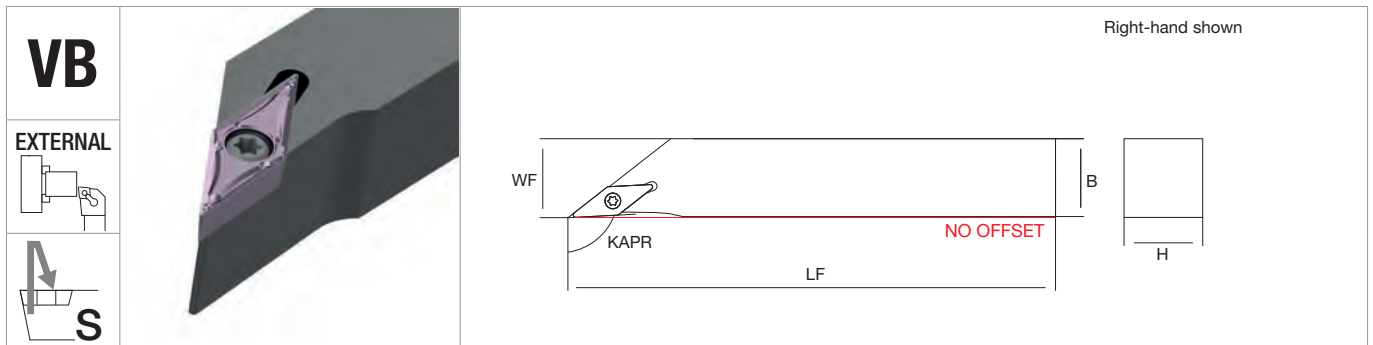 VB
EXTERNAL
S
Right-hand shown
WF
B
KAPR
NO OFFSET
H
LF